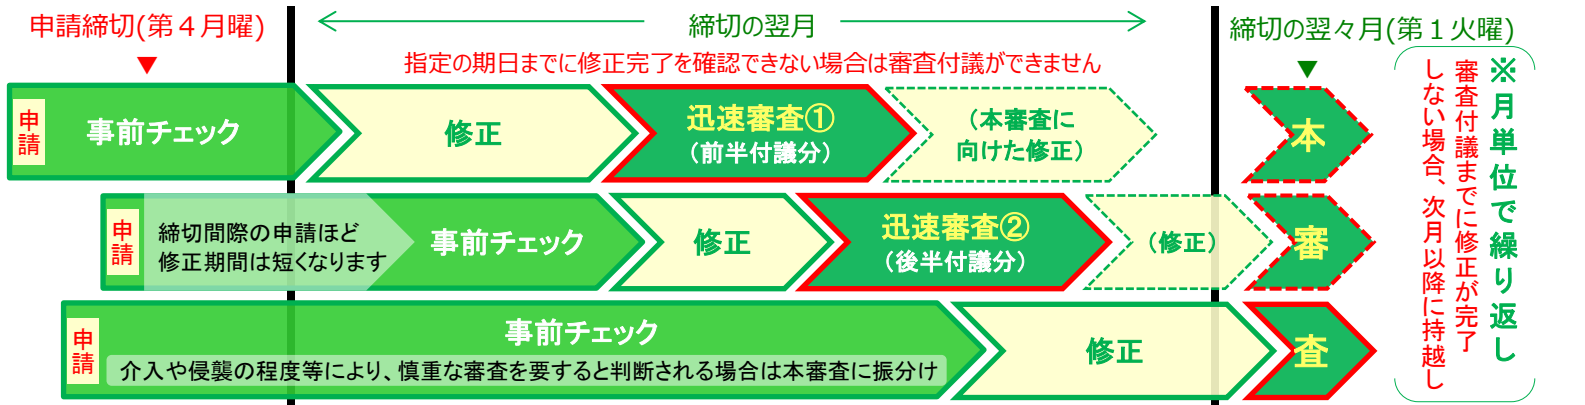 申請締切(第４月曜)
締切の翌月
締切の翌々月(第１火曜)
指定の期日までに修正完了を確認できない場合は審査付議ができません
申請
事前チェック
修正
迅速審査①
（前半付議分）
（本審査に
向けた修正）
本
申請
締切間際の申請ほど
修正期間は短くなります
事前チェック
修正
迅速審査②
（後半付議分）
（修正）
審
申請
事前チェック
介入や侵襲の程度等により、慎重な審査を要すると判断される場合は本審査に振分け
修正
査
※月単位で繰り返し
審査付議までに修正が完了
しない場合、次月以降に持越し